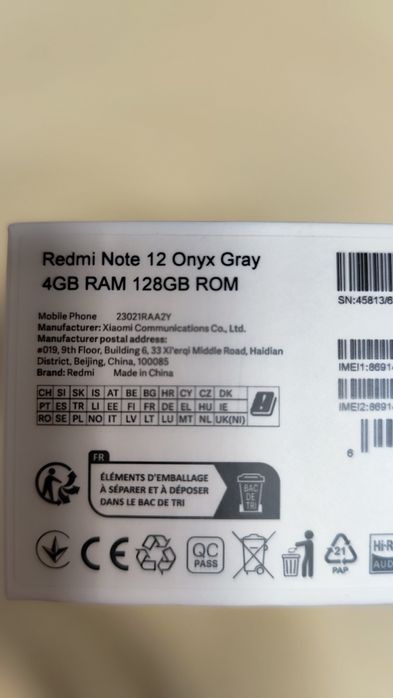 Redmi Note 12 Onyx Gray
4GB RAM 128GB ROM
Mobile Phone 23021RAA2Y
Manufacturer: Xiaomi Communications Co., Ltd.
Manufacturer postal address:
#019, 9th Floor, Building 6, 33 Xi'erqi Middle Road, Haidian
District, Beijing, China, 100085
Brand: Redmi Made in China
CH SI SK IS AT BE BG HR CY CZ DK
PT ES TR LI EE FI FR DE EL HU IE
RO SE PL NO IT LV LT LU MT NL UK(NI)
SN:45813/6
IMEI1:8691
IMEI2:8691
6
FR
ÉLÉMENTS D'EMBALLAGE
À SÉPARER ET À DÉPOSER
DANS LE BAC DE TRI
BAC
DE
TRI
CE
QC
PASS
21
PAP
Hi-R
AUD